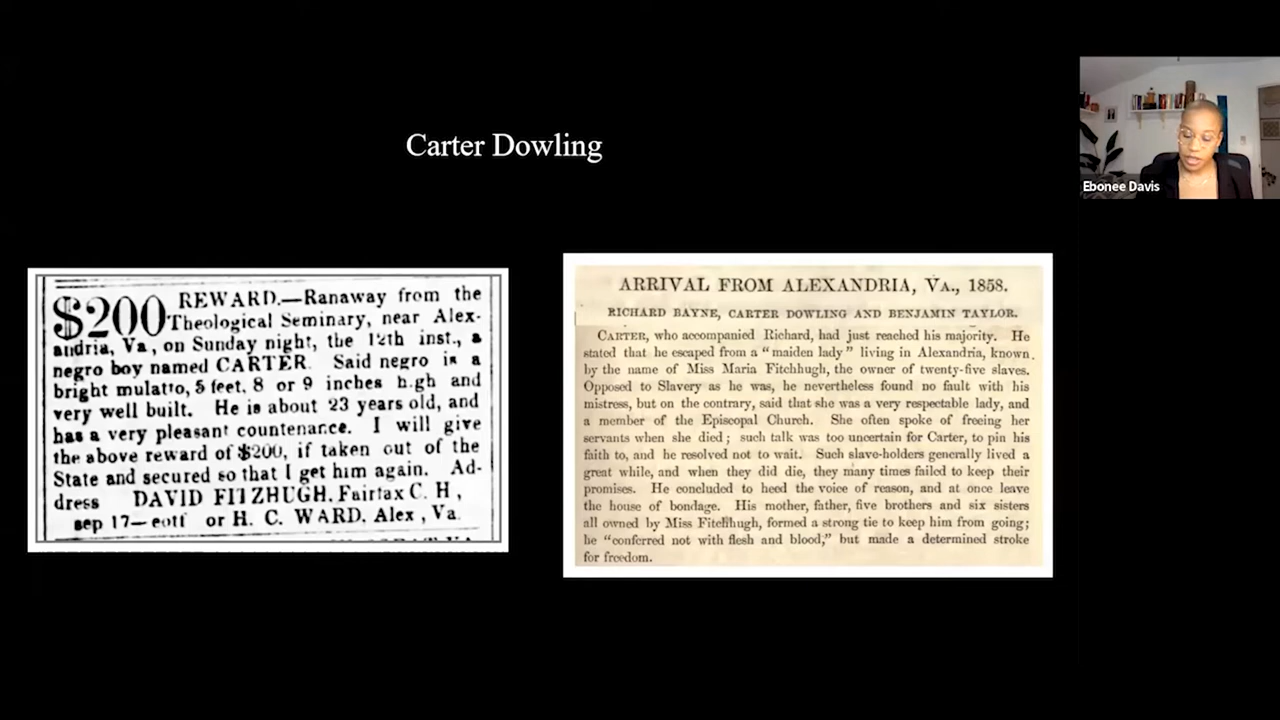 Carter Dowling
Ebonee Davis
$200 REWARD.—Ranaway from the
Theological Seminary, near Alex-
andria, Va., on Sunday night, the 12th inst., a
negro boy named CARTER. Said negro is a
bright mulatto, 5 feet, 8 or 9 inches h.gh and
very well built. He is about 23 years old, and
has a very pleasant countenance. I will give
the above reward of $200, if taken out of the
State and secured so that I get him again. Ad-
dress DAVID FITZHUGH, Fairfax C. H,
sep 17—eotf or H. C. WARD, Alex, Va.
ARRIVAL FROM ALEXANDRIA, VA., 1858.
RICHARD BAYNE, CARTER DOWLING AND BENJAMIN TAYLOR.
CARTER, who accompanied Richard, had just reached his majority. He
stated that he escaped from a "maiden lady" living in Alexandria, known
by the name of Miss Maria Fitchhugh, the owner of twenty-five slaves.
Opposed to Slavery as he was, he nevertheless found no fault with his
mistress, but on the contrary, said that she was a very respectable lady, and
a member of the Episcopal Church. She often spoke of freeing her
servants when she died; such talk was too uncertain for Carter, to pin his
faith to, and he resolved not to wait. Such slave-holders generally lived a
great while, and when they did die, they many times failed to keep their
promises. He concluded to heed the voice of reason, and at once leave
the house of bondage. His mother, father, five brothers and six sisters
all owned by Miss Fitchhugh, formed a strong tie to keep him from going;
he "conferred not with flesh and blood," but made a determined stroke
for freedom.